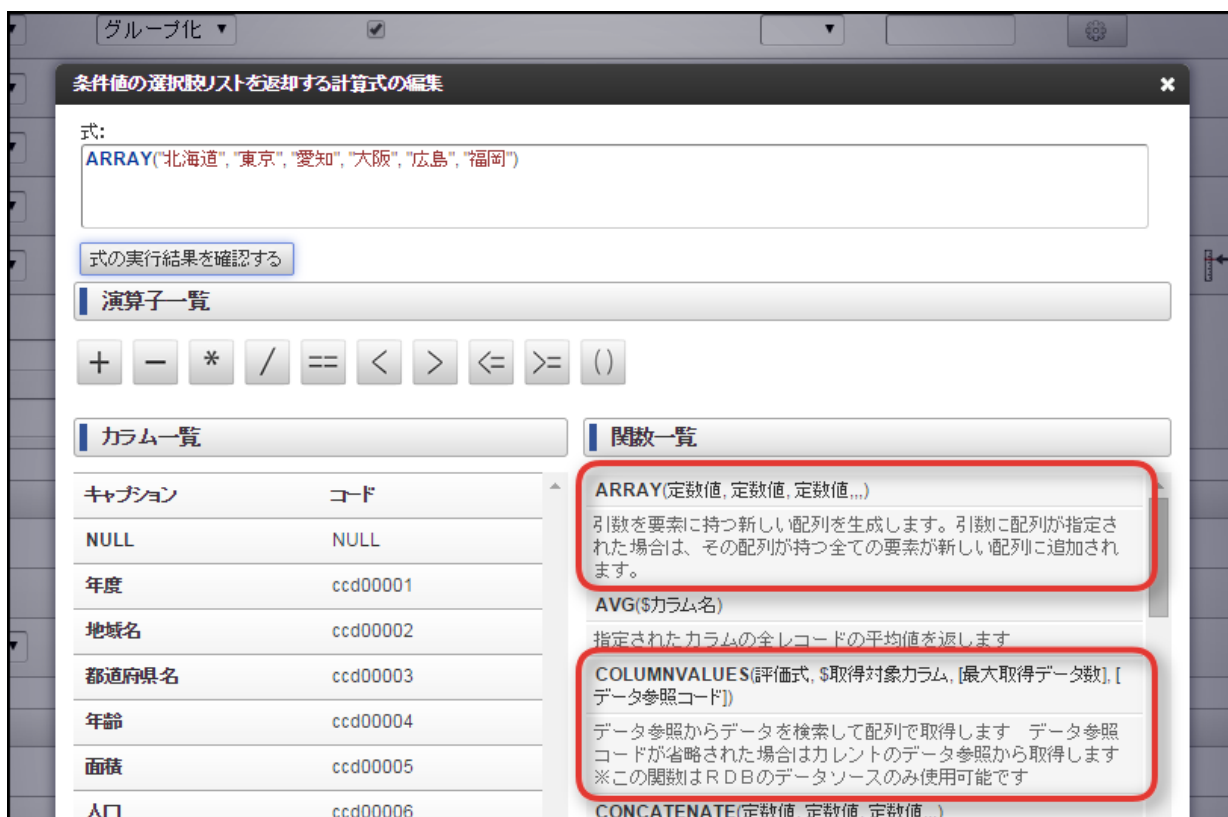 グループ化 ▼
▼
条件値の選択肢リストを返却する計算式の編集
式:
ARRAY("北海道", "東京", "愛知", "大阪", "広島", "福岡")
式の実行結果を確認する
演算子一覧
+ − * / == < > <= >= ()
カラム一覧
キャプション コード
NULL NULL
年度 ccd00001
地域名 ccd00002
都道府県名 ccd00003
年齢 ccd00004
面積 ccd00005
人口 ccd00006
関数一覧
ARRAY(定数値, 定数値, 定数値,,,)
引数を要素に持つ新しい配列を生成します。引数に配列が指定さ
れた場合は、その配列が持つ全ての要素が新しい配列に追加され
ます。
AVG($カラム名)
指定されたカラムの全レコードの平均値を返します
COLUMNVALUES(評価式, $取得対象カラム, [最大取得データ数], [
データ参照コード])
データ参照からデータを検索して配列で取得します　データ参照
コードが省略された場合はカレントのデータ参照から取得します
※この関数はＲＤＢのデータソースのみ使用可能です
CONCATENATE(定数値, 定数値, 定数値,,,)